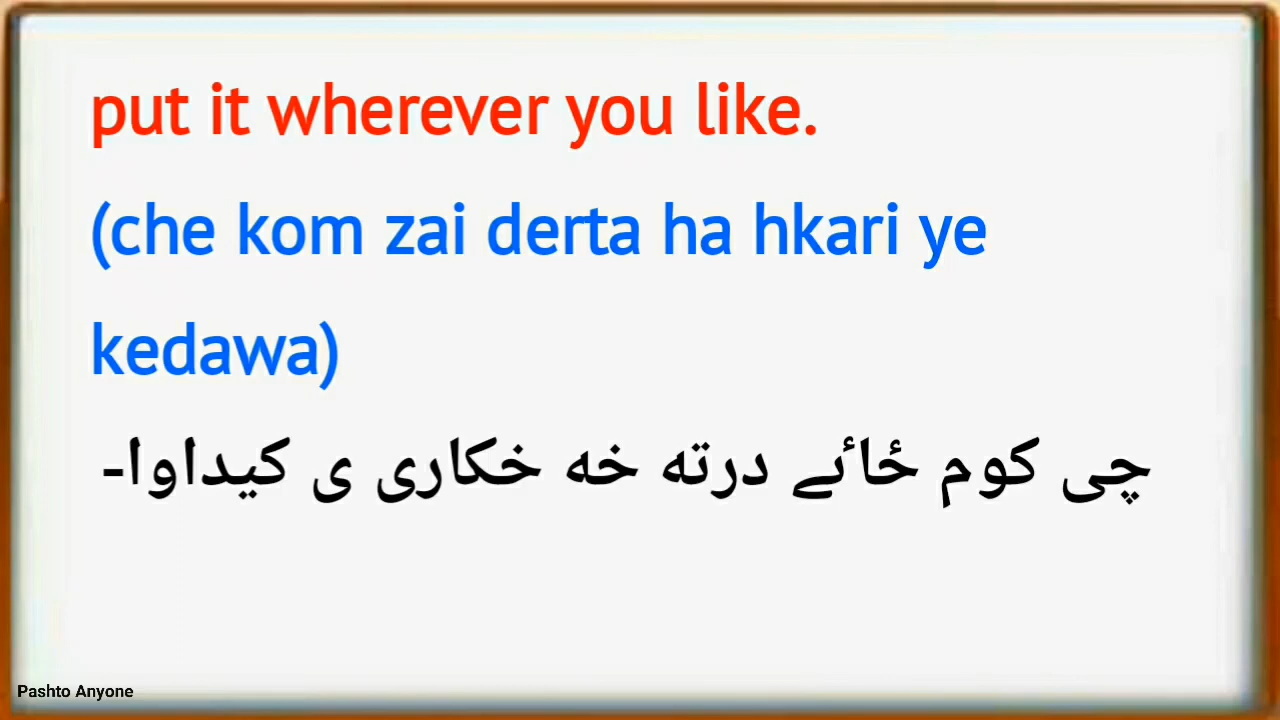 put it wherever you like.
(che kom zai derta ha hkari ye
kedawa)
چی کوم ځائے درته خه خکاری ی کیداوا-
Pashto Anyone